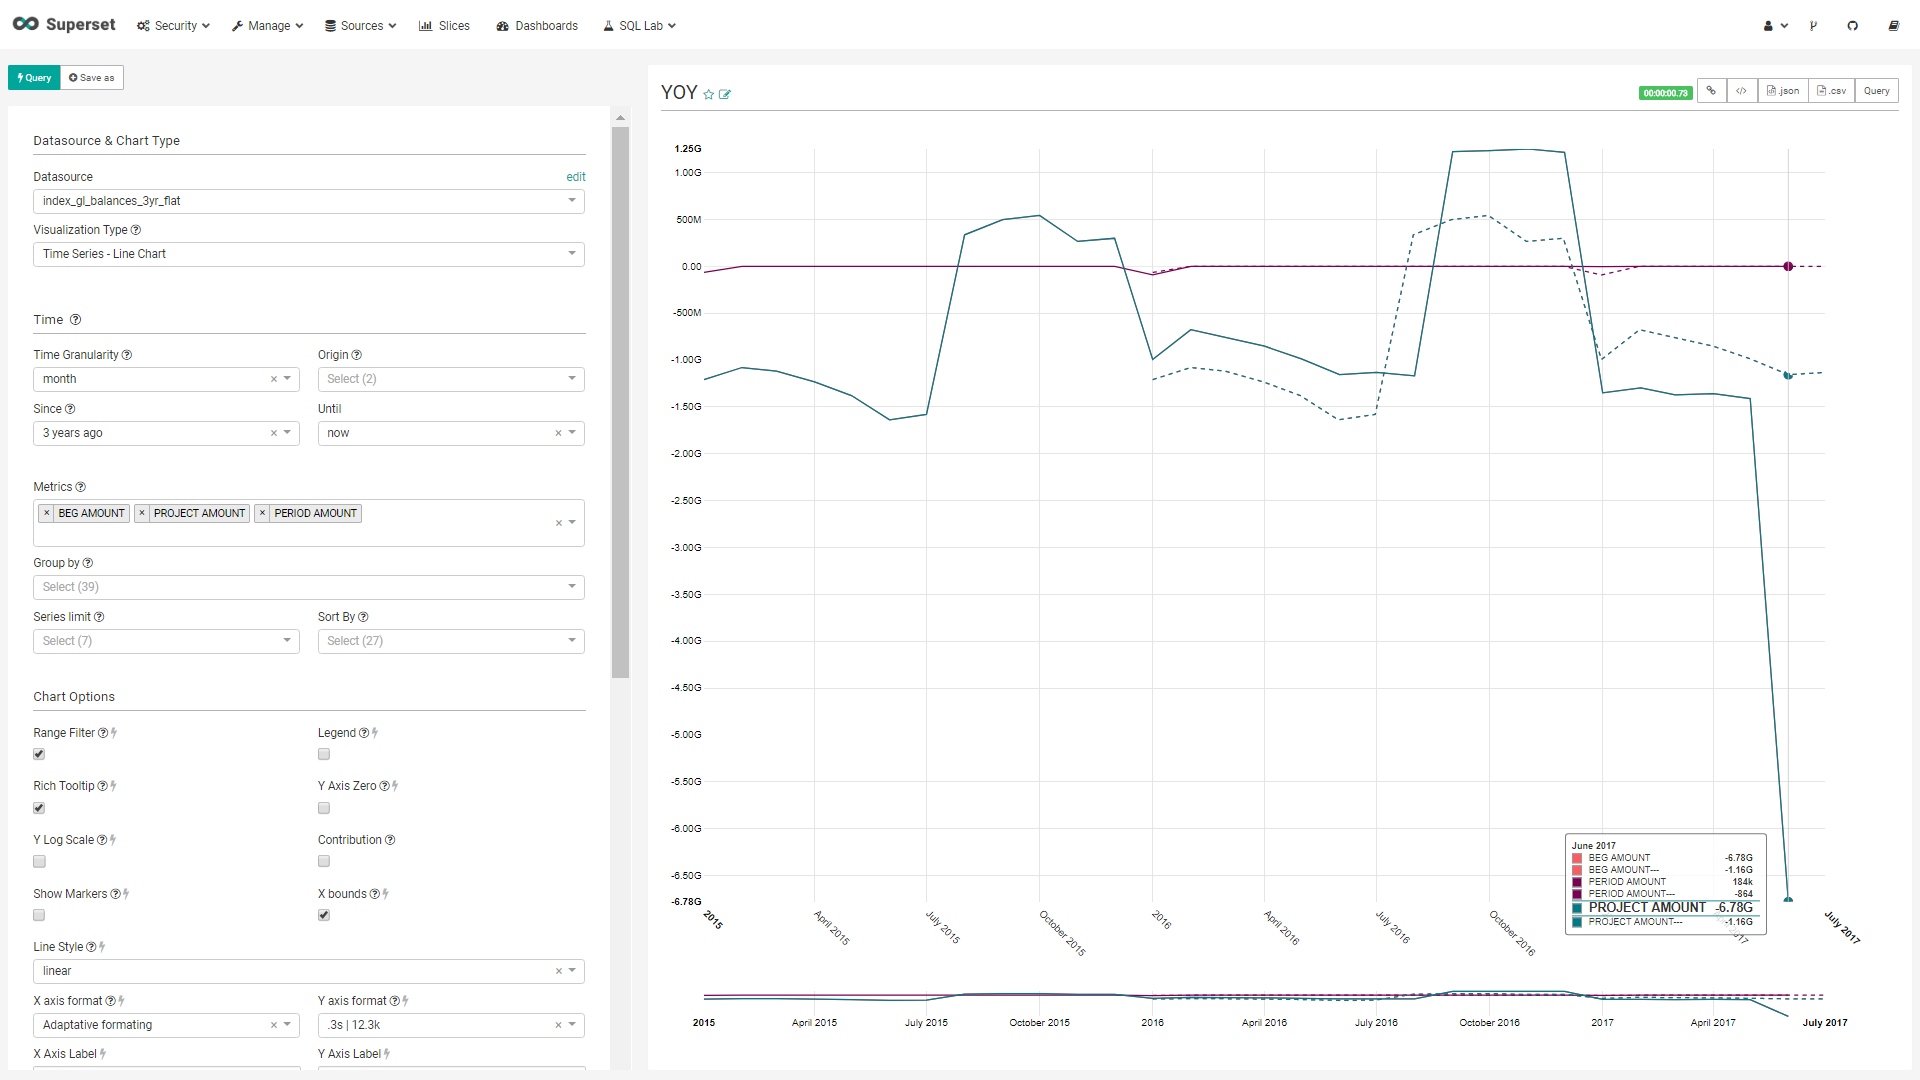 Superset Security Manage Sources Slices Dashboards SQL Lab
Query Save as
Datasource & Chart Type
Datasource edit
index_gl_balances_3yr_flat
Visualization Type
Time Series - Line Chart
Time
Time Granularity Origin
month × Select (2)
Since Until
3 years ago × now ×
Metrics
× BEG AMOUNT × PROJECT AMOUNT × PERIOD AMOUNT ×
Group by
Select (39)
Series limit Sort By
Select (7) Select (27)
Chart Options
Range Filter Legend
Rich Tooltip Y Axis Zero
Y Log Scale Contribution
Show Markers X bounds
Line Style
linear ×
X axis format Y axis format
Adaptative formating × .3s | 12.3k ×
X Axis Label Y Axis Label
YOY
00:00:00.73 </> .json .csv Query
1.25G
1.00G
500M
0.00
-500M
-1.00G
-1.50G
-2.00G
-2.50G
-3.00G
-3.50G
-4.00G
-4.50G
-5.00G
-5.50G
-6.00G
-6.50G
-6.78G
June 2017
BEG AMOUNT -6.78G
BEG AMOUNT--- -1.16G
PERIOD AMOUNT 184k
PERIOD AMOUNT--- -864
PROJECT AMOUNT -6.78G
PROJECT AMOUNT--- -1.16G
2015 April 2015 July 2015 October 2015 2016 April 2016 July 2016 October 2016 July 2017
2015 April 2015 July 2015 October 2015 2016 April 2016 July 2016 October 2016 2017 April 2017 July 2017